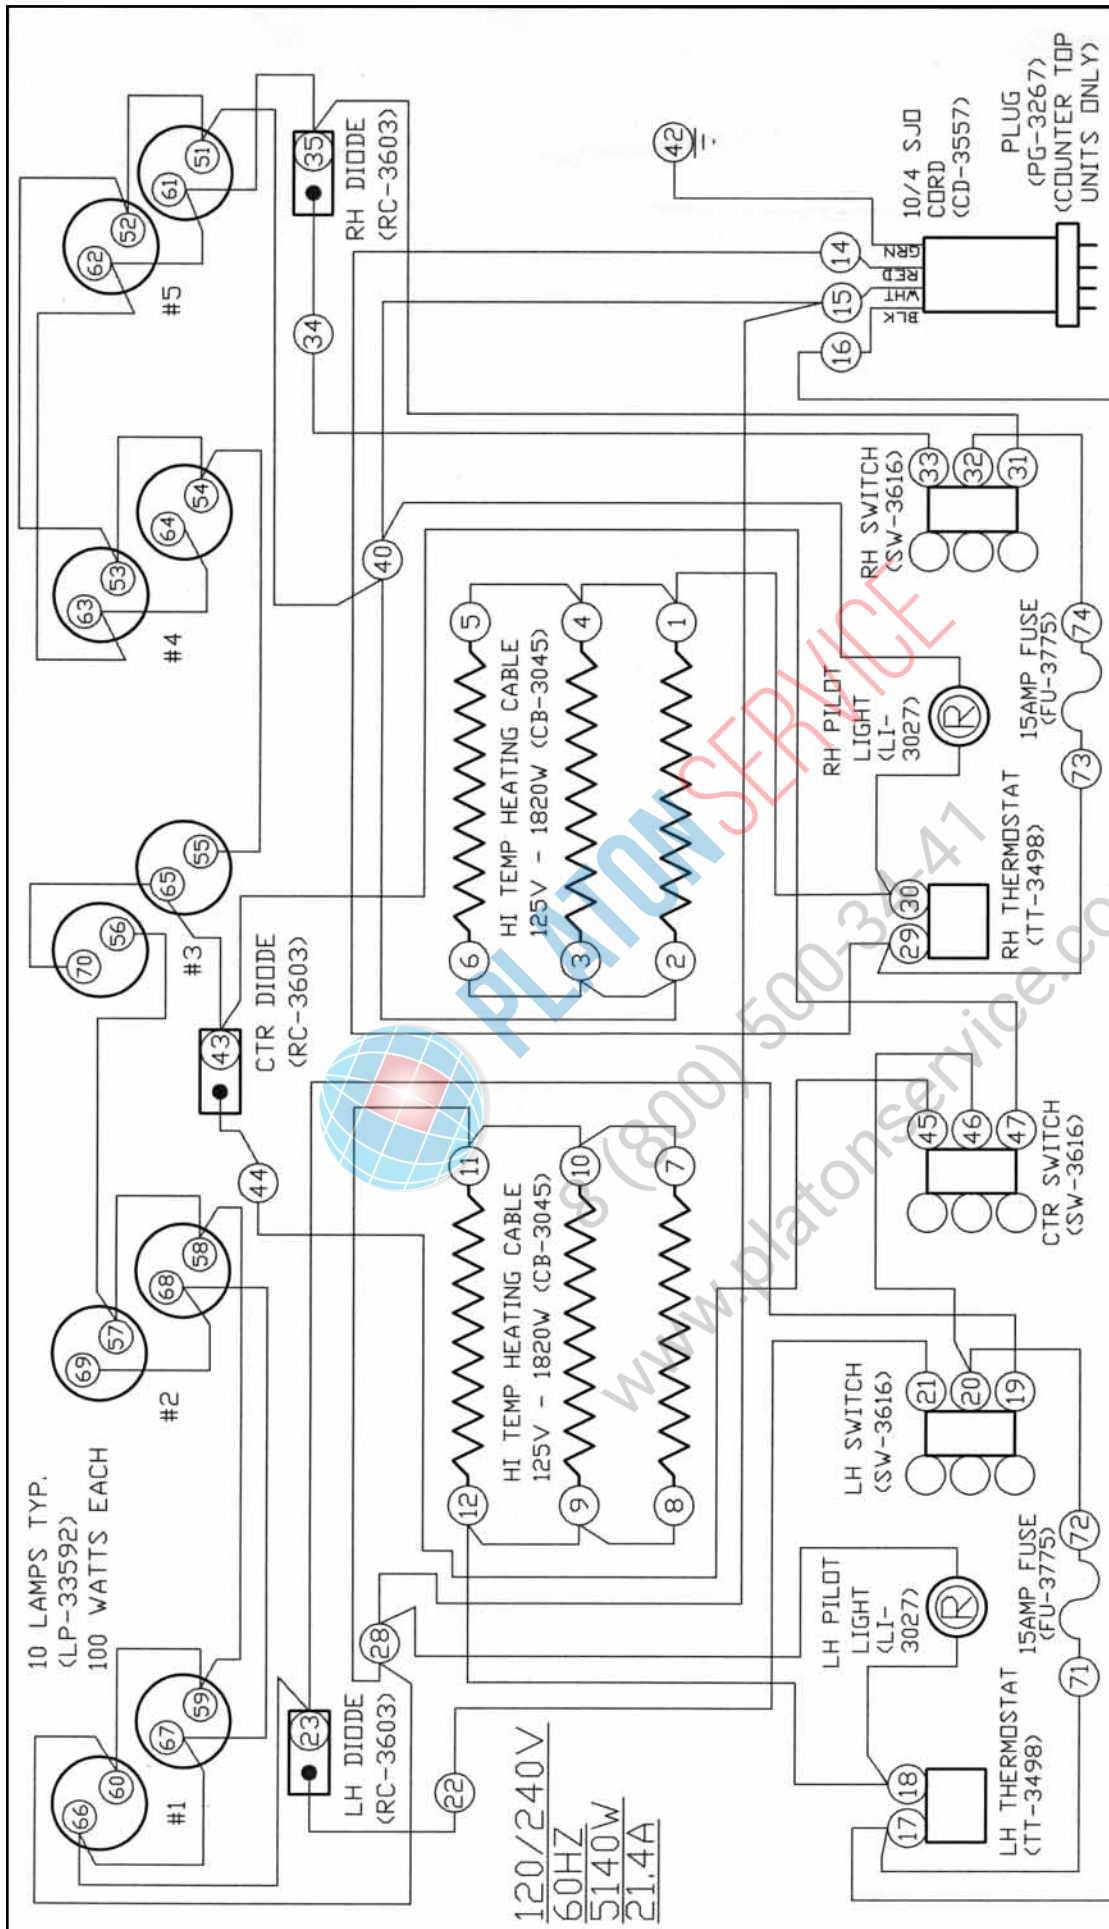 10 LAMPS TYP.
(LP-33592)
100 WATTS EACH
66
60
67
59
#1
69
57
68
58
#2
70
56
65
55
#3
63
53
64
54
#4
62
52
61
51
#5
23
LH DIODE
(RC-3603)
22
28
44
43
CTR DIODE
(RC-3603)
40
34
35
RH DIODE
(RC-3603)
120/240V
60HZ
5140W
21.4A
12
11
HI TEMP HEATING CABLE
125V - 1820W (CB-3045)
9
10
8
7
6
5
HI TEMP HEATING CABLE
125V - 1820W (CB-3045)
3
4
2
1
42
14
15
16
GRN
RED
WHT
BLK
10/4 SJO
CORD
(CD-3557)
PLUG
(PG-3267)
(COUNTER TOP
UNITS ONLY)
17
18
LH THERMOSTAT
(TT-3498)
LH PILOT
LIGHT
(LI-
3027)
R
71
72
15AMP FUSE
(FU-3775)
LH SWITCH
(SW-3616)
21
20
19
CTR SWITCH
(SW-3616)
45
46
47
29
30
RH THERMOSTAT
(TT-3498)
RH PILOT
LIGHT
(LI-
3027)
R
73
74
15AMP FUSE
(FU-3775)
RH SWITCH
(SW-3616)
33
32
31
PLATONSERVICE
8 (800) 500-34-41
www.platonservice.co